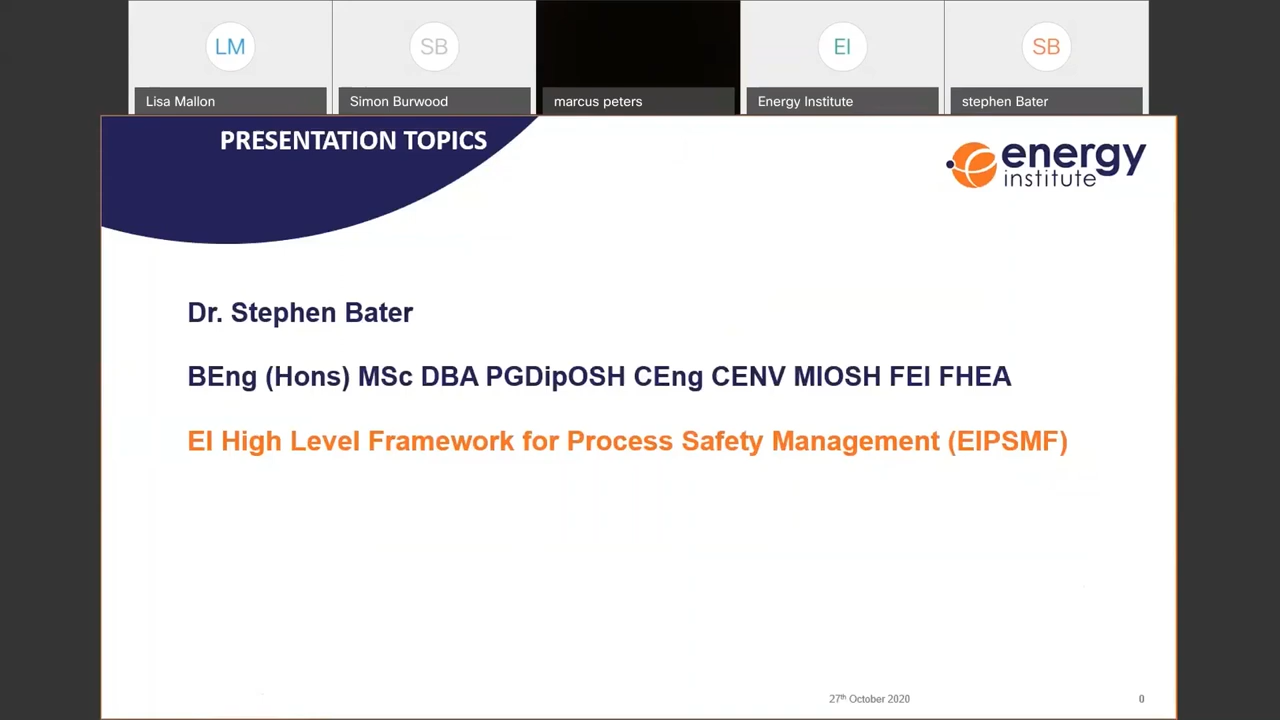 LM
SB
EI
SB
Lisa Mallon
Simon Burwood
marcus peters
Energy Institute
stephen Bater
PRESENTATION TOPICS
energy
institute
Dr. Stephen Bater
BEng (Hons) MSc DBA PGDipOSH CEng CENV MIOSH FEI FHEA
EI High Level Framework for Process Safety Management (EIPSMF)
27th October 2020
0